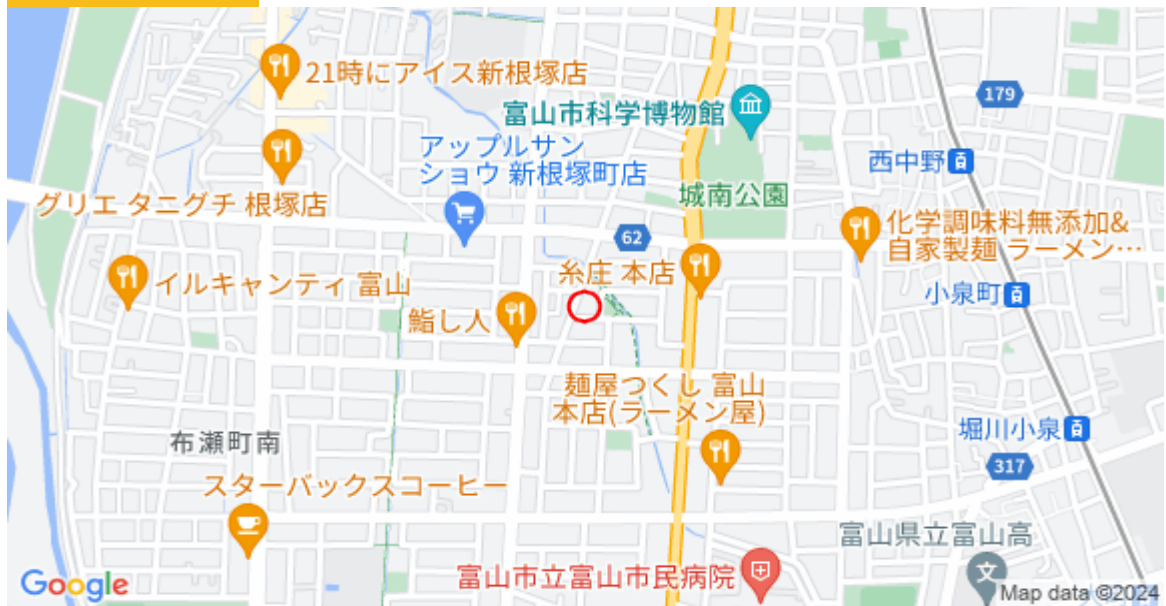 21時にアイス新根塚店
179
富山市科学博物館
アップルサン
ショウ 新根塚町店
西中野
城南公園
グリエ タニグチ 根塚店
62
化学調味料無添加&
自家製麺 ラーメン…
糸庄 本店
イルキャンティ 富山
小泉町
鮨し人
麺屋つくし 富山
本店(ラーメン屋)
布瀬町南
堀川小泉
317
スターバックスコーヒー
富山県立富山高
文
富山市立富山市民病院
Google
Map data ©2024